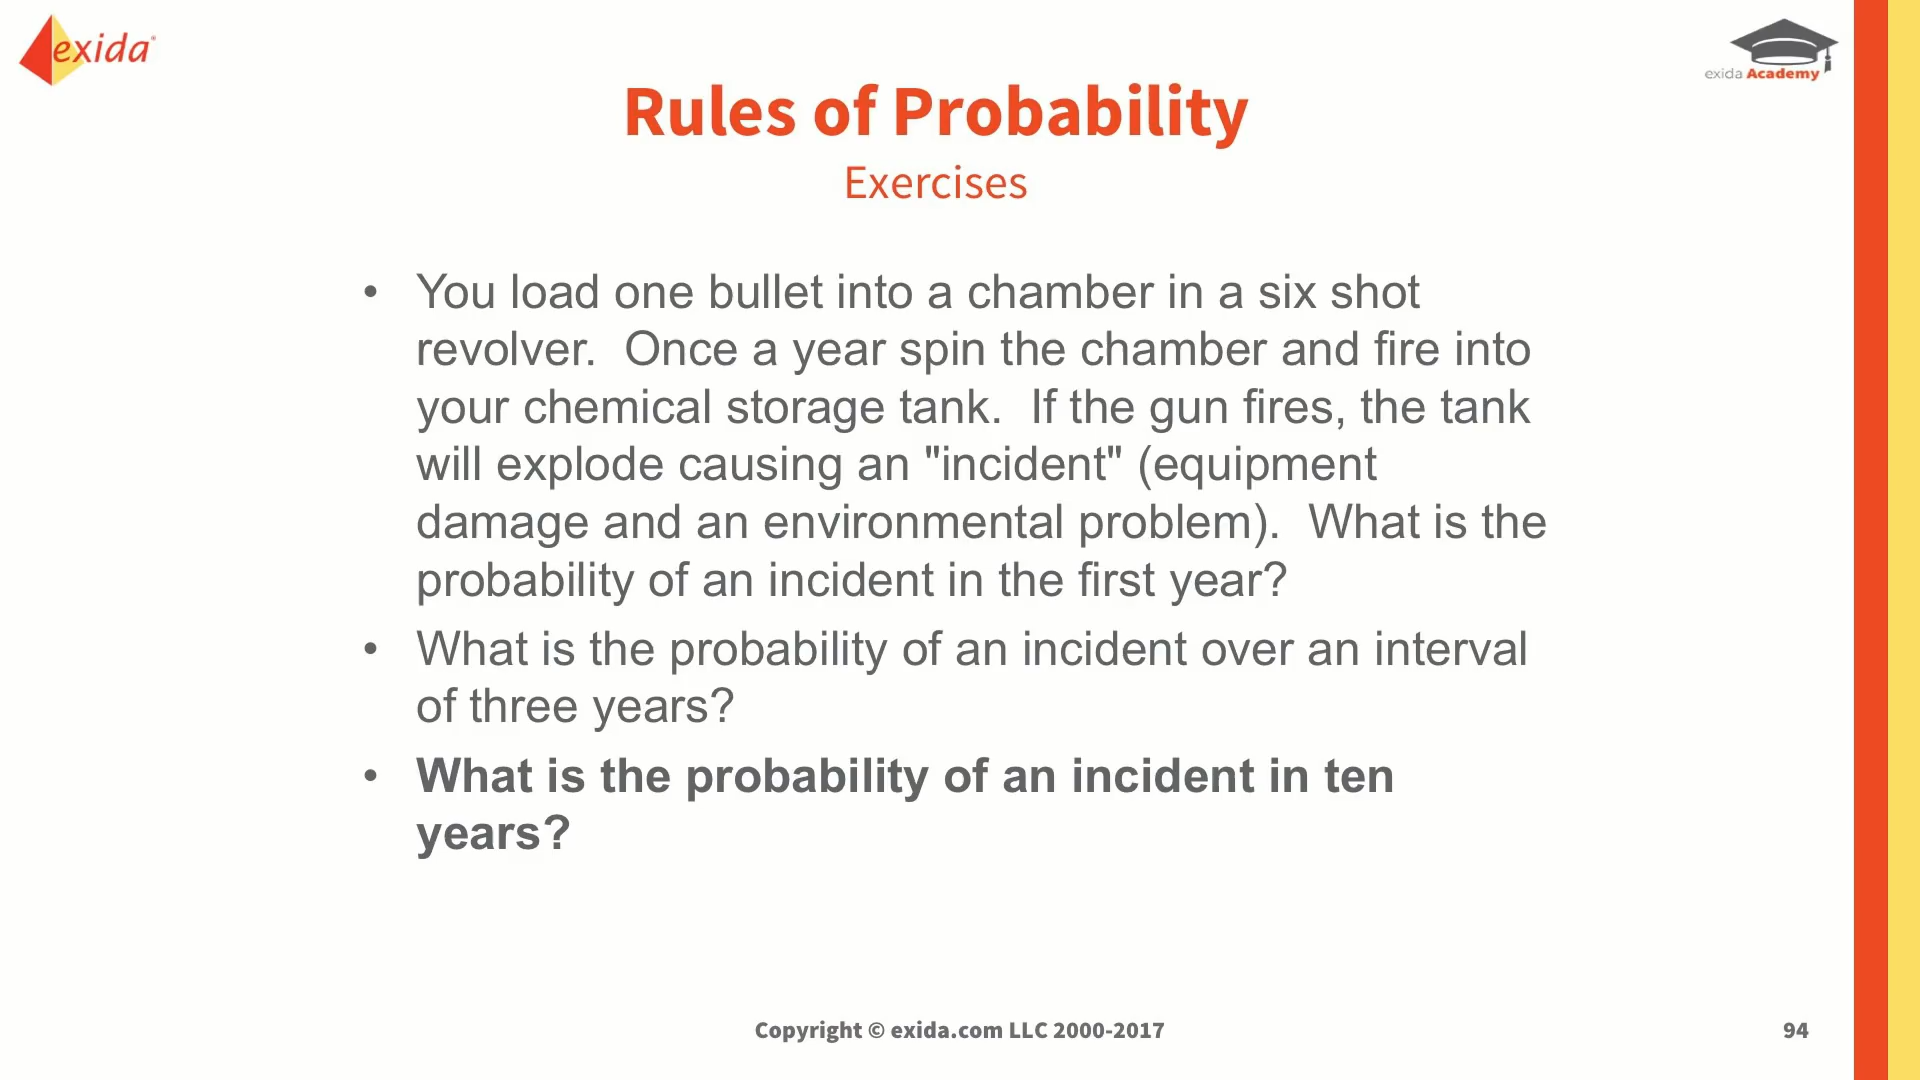 exida®
exida Academy
Rules of Probability
Exercises
• You load one bullet into a chamber in a six shot
revolver.  Once a year spin the chamber and fire into
your chemical storage tank.  If the gun fires, the tank
will explode causing an "incident" (equipment
damage and an environmental problem).  What is the
probability of an incident in the first year?
• What is the probability of an incident over an interval
of three years?
• What is the probability of an incident in ten
years?
Copyright © exida.com LLC 2000-2017
94